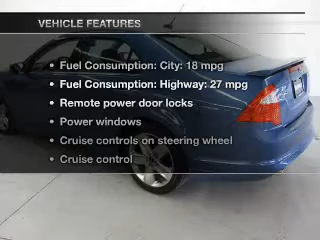 VEHICLE FEATURES
• Fuel Consumption: City: 18 mpg
• Fuel Consumption: Highway: 27 mpg
• Remote power door locks
• Power windows
• Cruise controls on steering wheel
• Cruise control